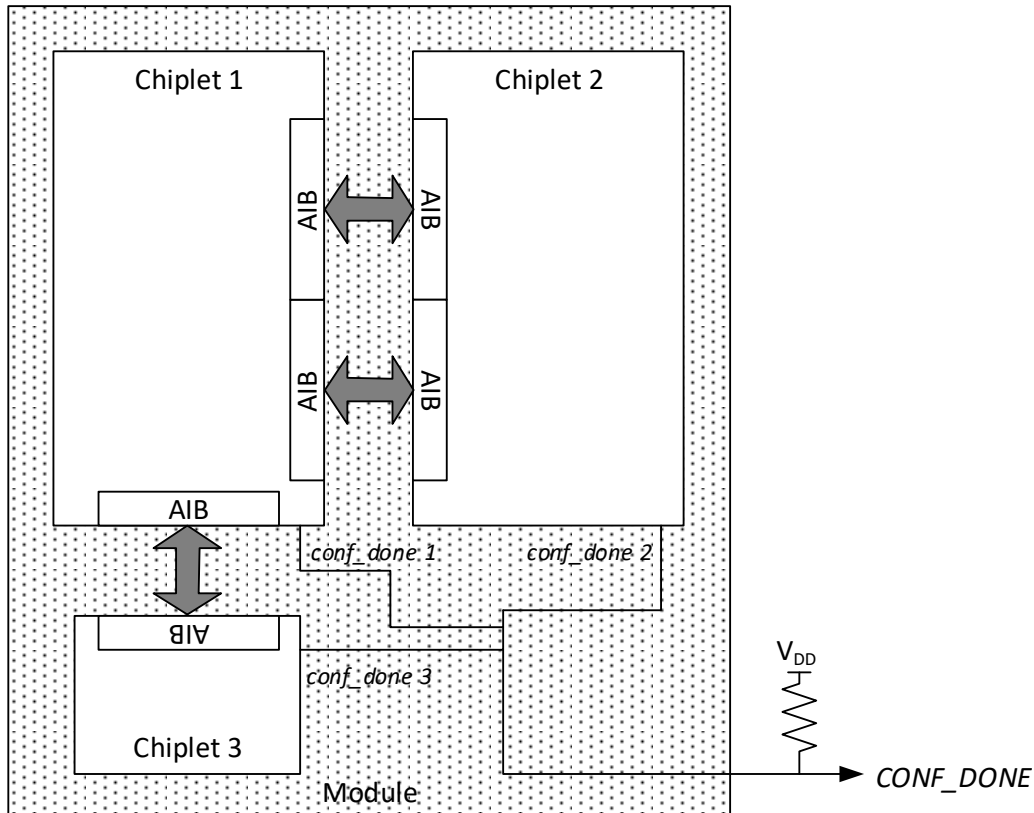 Chiplet 1
Chiplet 2
AIB
AIB
AIB
AIB
AIB
conf_done 1
conf_done 2
AIB
conf_done 3
Chiplet 3
V_DD
CONF_DONE
Module